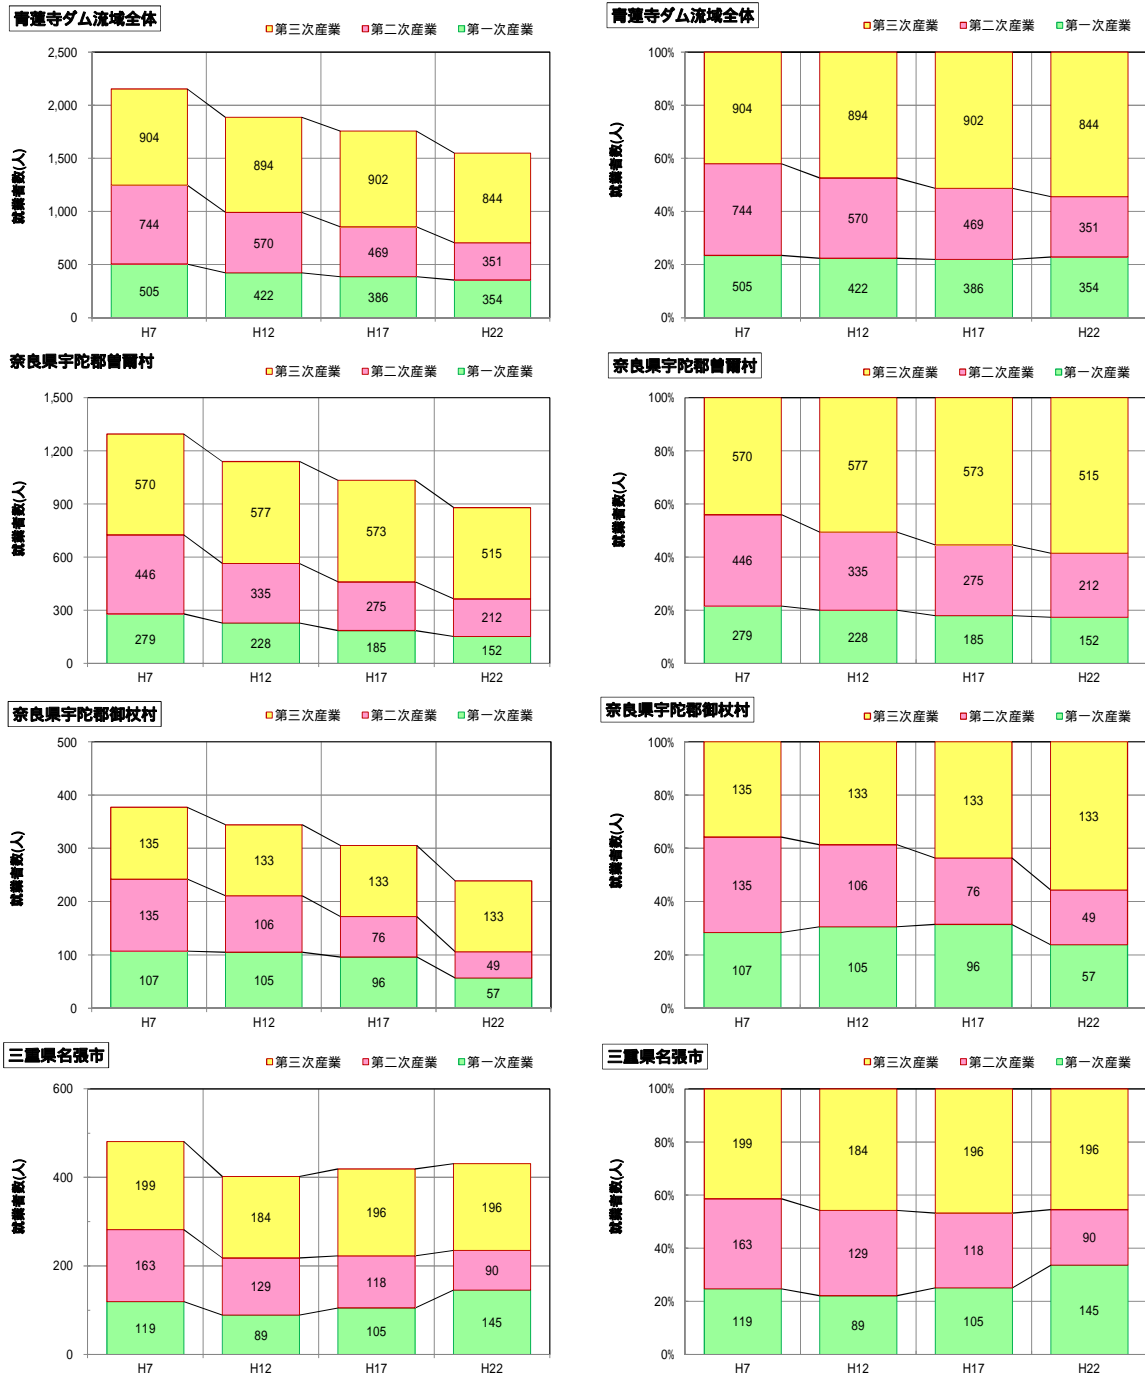 青蓮寺ダム流域全体
第三次産業 第二次産業 第一次産業
就業者数(人)
2,500
2,000
1,500
1,000
500
0
904 894 902 844
744 570 469 351
505 422 386 354
H7 H12 H17 H22
青蓮寺ダム流域全体
第三次産業 第二次産業 第一次産業
就業者数(人)
100%
80%
60%
40%
20%
0%
904 894 902 844
744 570 469 351
505 422 386 354
H7 H12 H17 H22
奈良県宇陀郡曽爾村
第三次産業 第二次産業 第一次産業
就業者数(人)
1,500
1,200
900
600
300
0
570 577 573 515
446 335 275 212
279 228 185 152
H7 H12 H17 H22
奈良県宇陀郡曽爾村
第三次産業 第二次産業 第一次産業
就業者数(人)
100%
80%
60%
40%
20%
0%
570 577 573 515
446 335 275 212
279 228 185 152
H7 H12 H17 H22
奈良県宇陀郡御杖村
第三次産業 第二次産業 第一次産業
就業者数(人)
500
400
300
200
100
0
135 133 133 133
135 106 76 49
107 105 96 57
H7 H12 H17 H22
奈良県宇陀郡御杖村
第三次産業 第二次産業 第一次産業
就業者数(人)
100%
80%
60%
40%
20%
0%
135 133 133 133
135 106 76 49
107 105 96 57
H7 H12 H17 H22
三重県名張市
第三次産業 第二次産業 第一次産業
就業者数(人)
600
400
200
0
199 184 196 196
163 129 118 90
119 89 105 145
H7 H12 H17 H22
三重県名張市
第三次産業 第二次産業 第一次産業
就業者数(人)
100%
80%
60%
40%
20%
0%
199 184 196 196
163 129 118 90
119 89 105 145
H7 H12 H17 H22